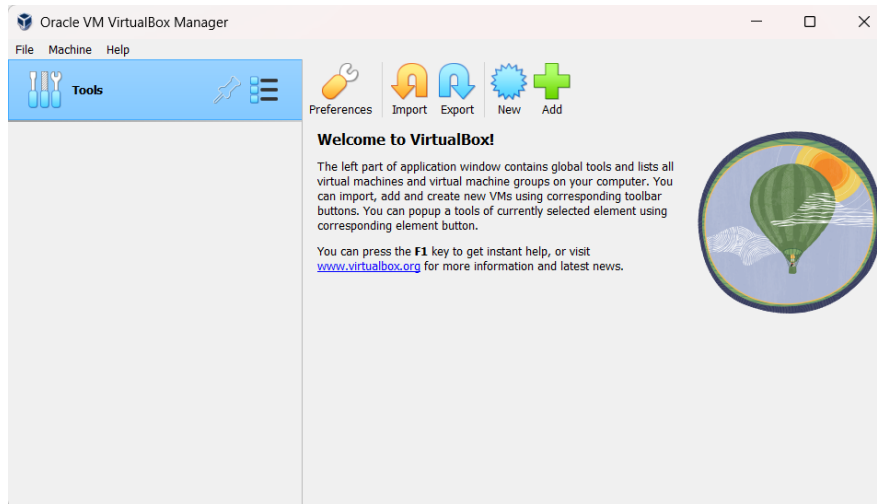 Oracle VM VirtualBox Manager
File Machine Help
Tools
Preferences Import Export New Add
Welcome to VirtualBox!
The left part of application window contains global tools and lists all
virtual machines and virtual machine groups on your computer. You
can import, add and create new VMs using corresponding toolbar
buttons. You can popup a tools of currently selected element using
corresponding element button.
You can press the F1 key to get instant help, or visit
www.virtualbox.org for more information and latest news.